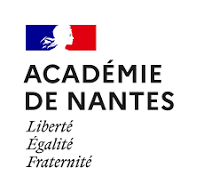 ACADÉMIE
DE NANTES
Liberté
Égalité
Fraternité